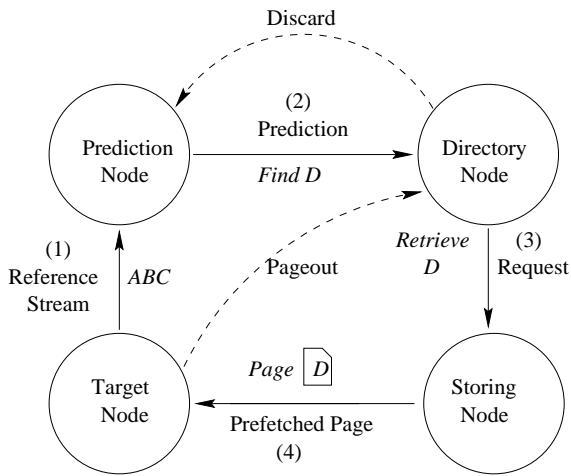 Discard
Prediction
Node
(2)
Prediction
Find D
Directory
Node
(1)
Reference
Stream
ABC
Pageout
Retrieve
D
(3)
Request
Target
Node
Page D
Prefetched Page
(4)
Storing
Node